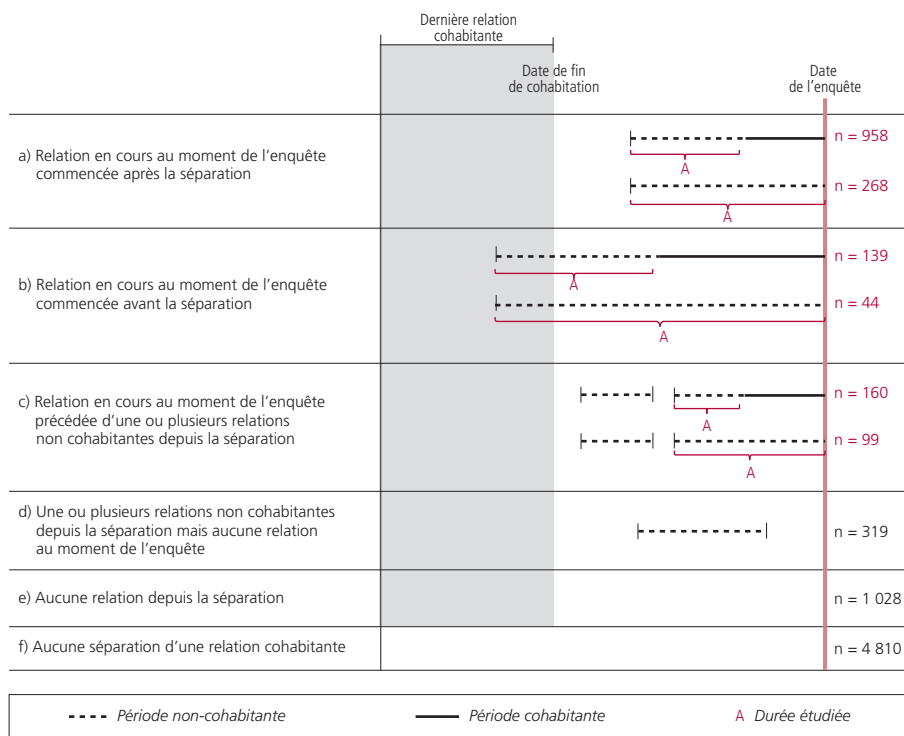 Dernière relation
cohabitante
Date de fin
de cohabitation
Date
de l’enquête
a) Relation en cours au moment de l’enquête
commencée après la séparation
n = 958
A
n = 268
A
b) Relation en cours au moment de l’enquête
commencée avant la séparation
n = 139
A
n = 44
A
c) Relation en cours au moment de l’enquête
précédée d’une ou plusieurs relations
non cohabitantes depuis la séparation
n = 160
A
n = 99
A
d) Une ou plusieurs relations non cohabitantes
depuis la séparation mais aucune relation
au moment de l’enquête
n = 319
e) Aucune relation depuis la séparation
n = 1 028
f) Aucune séparation d’une relation cohabitante
n = 4 810
Période non-cohabitante Période cohabitante A Durée étudiée